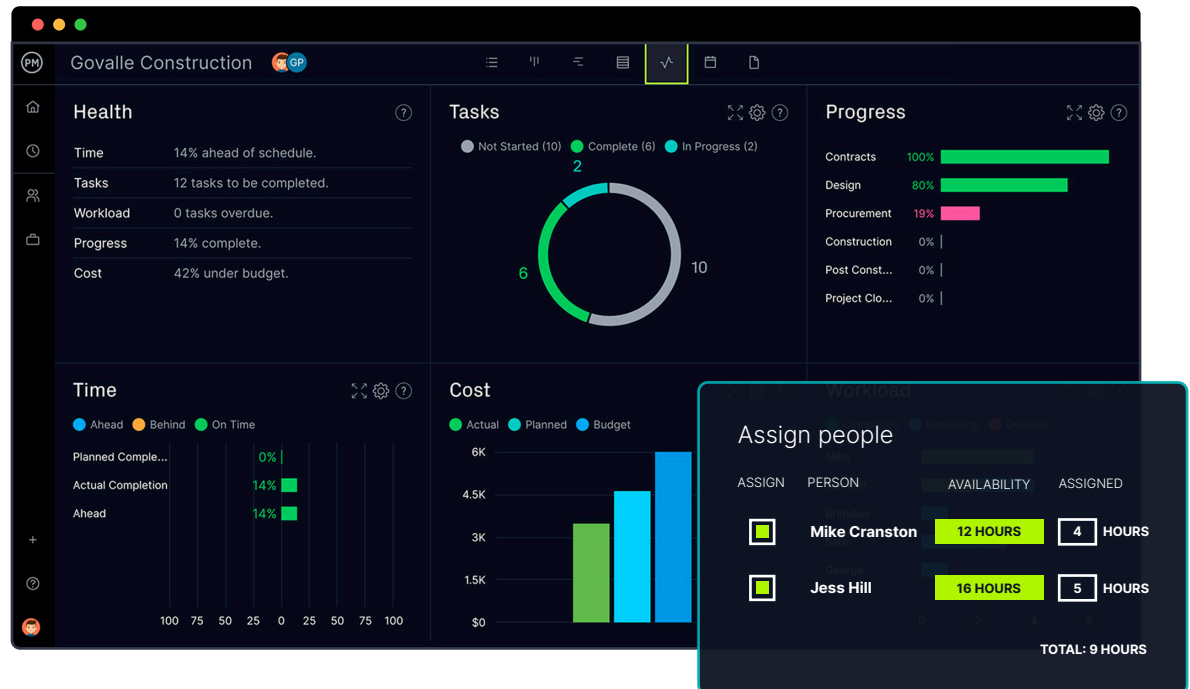 PM Govalle Construction GP
Health
Time 14% ahead of schedule.
Tasks 12 tasks to be completed.
Workload 0 tasks overdue.
Progress 14% complete.
Cost 42% under budget.
Tasks
Not Started (10) Complete (6) In Progress (2)
2
10
6
Progress
Contracts 100%
Design 80%
Procurement 19%
Construction 0%
Post Const... 0%
Project Clo... 0%
Time
Ahead Behind On Time
Planned Comple... 0%
Actual Completion 14%
Ahead 14%
100 75 50 25 0 25 50 75 100
Cost
Actual Planned Budget
6K
4.5K
3K
1.5K
$0
Workload
Assign people
ASSIGN PERSON AVAILABILITY ASSIGNED
Mike Cranston 12 HOURS 4 HOURS
Jess Hill 16 HOURS 5 HOURS
TOTAL: 9 HOURS